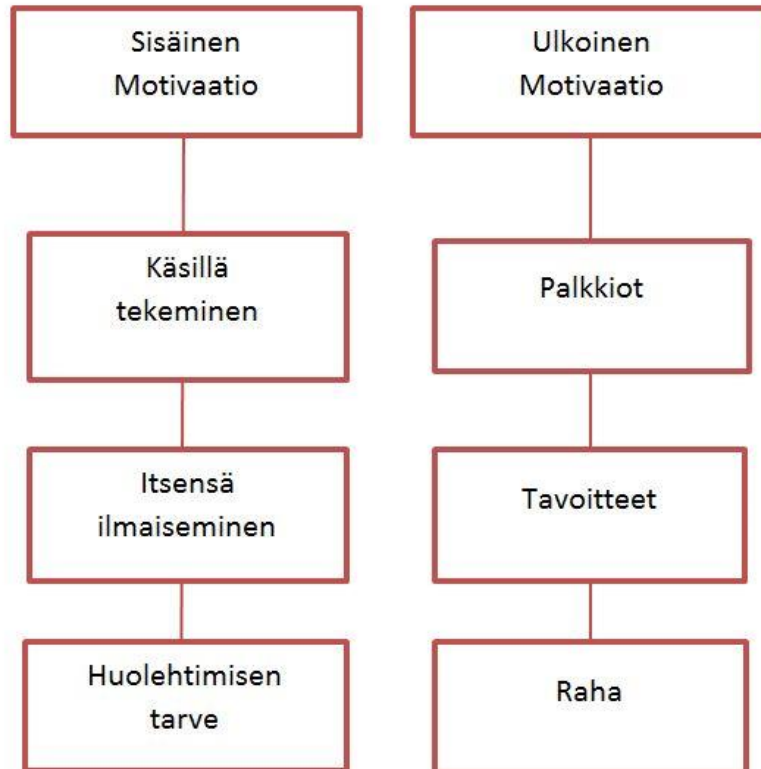 Sisäinen
Motivaatio
Käsillä
tekeminen
Itsensä
ilmaiseminen
Huolehtimisen
tarve
Ulkoinen
Motivaatio
Palkkiot
Tavoitteet
Raha